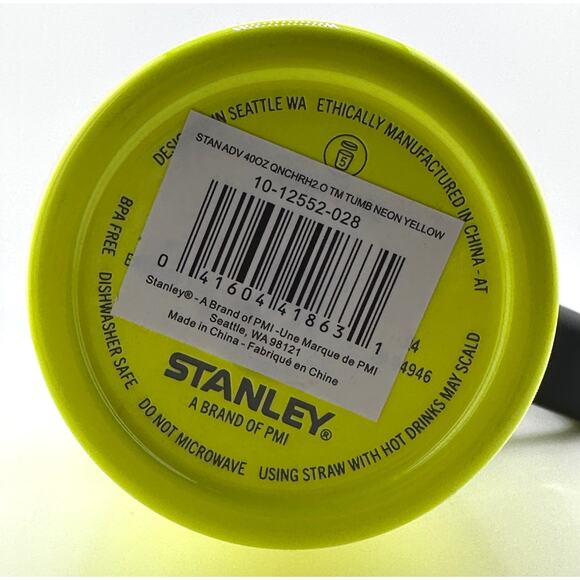 STAN ADV 40OZ QNCHRH2.O TM TUMB NEON YELLOW
10-12552-028
0 41604 41863 1
Stanley® - A Brand of PMI -Une Marque de PMI
Seattle, WA 98121
Made in China - Fabriqué en Chine
STANLEY®
A BRAND OF PMI
IN SEATTLE WA
ETHICALLY MANUFACTURED IN CHINA - AT
5
4946
BPA FREE
DISHWASHER SAFE
DO NOT MICROWAVE
USING STRAW WITH HOT DRINKS MAY SCALD